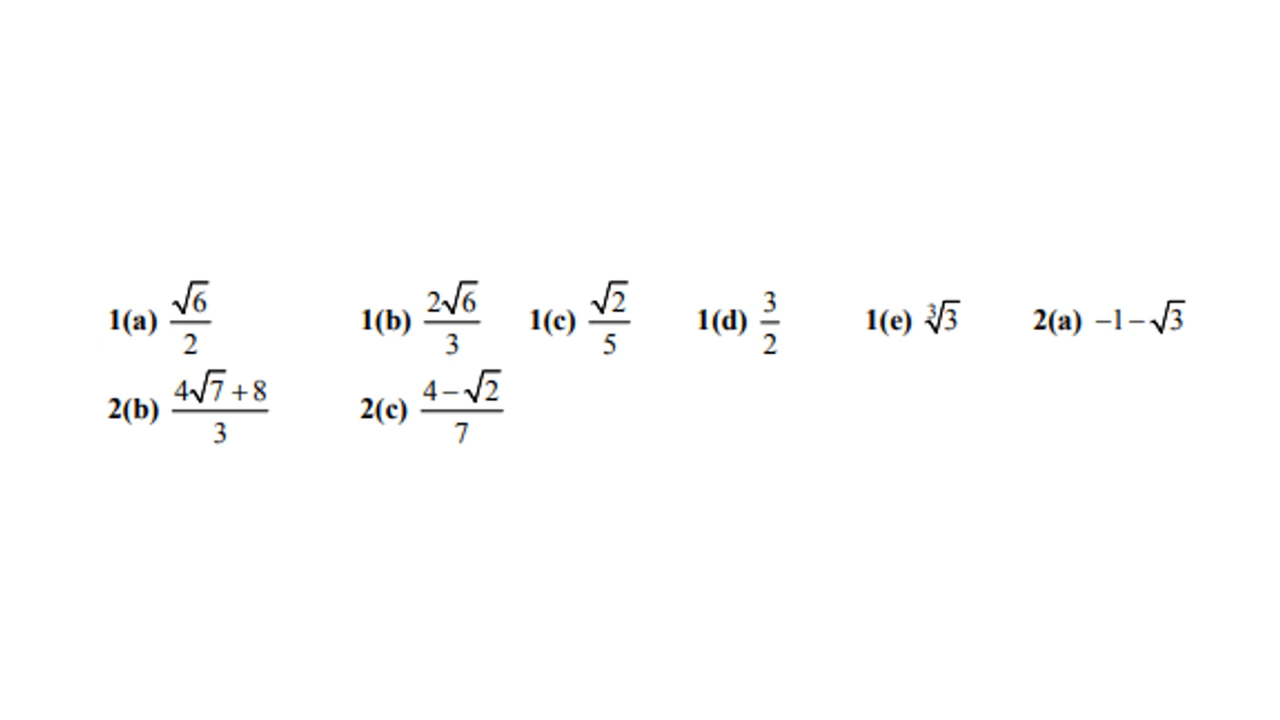 1(a) √6/2 1(b) 2√6/3 1(c) √2/5 1(d) 3/2 1(e) ∛3 2(a) –1–√3
2(b) (4√7+8)/3 2(c) (4–√2)/7